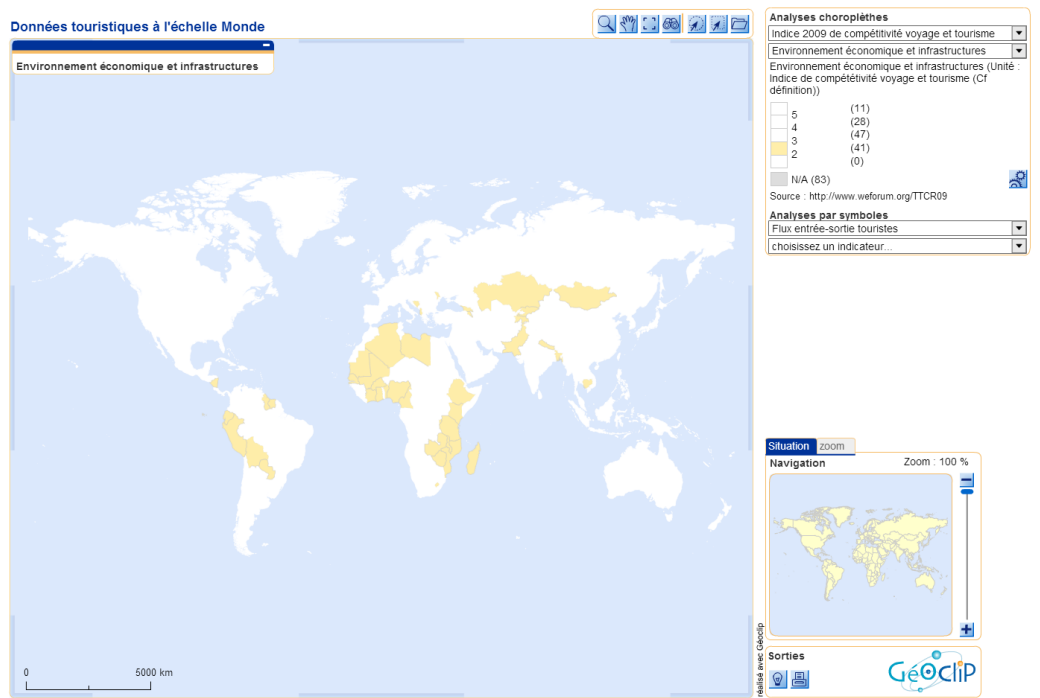 Données touristiques à l'échelle Monde
Environnement économique et infrastructures
0 5000 km
Analyses choroplèthes
Indice 2009 de compétitivité voyage et tourisme
Environnement économique et infrastructures
Environnement économique et infrastructures (Unité :
Indice de compététivité voyage et tourisme (Cf
définition))
(11)
5
(28)
4
(47)
3
(41)
2
(0)
N/A (83)
Source : http://www.weforum.org/TTCR09
Analyses par symboles
Flux entrée-sortie touristes
choisissez un indicateur...
Situation zoom
Navigation Zoom : 100 %
réalisé avec Géoclip
Sorties
GéOclip